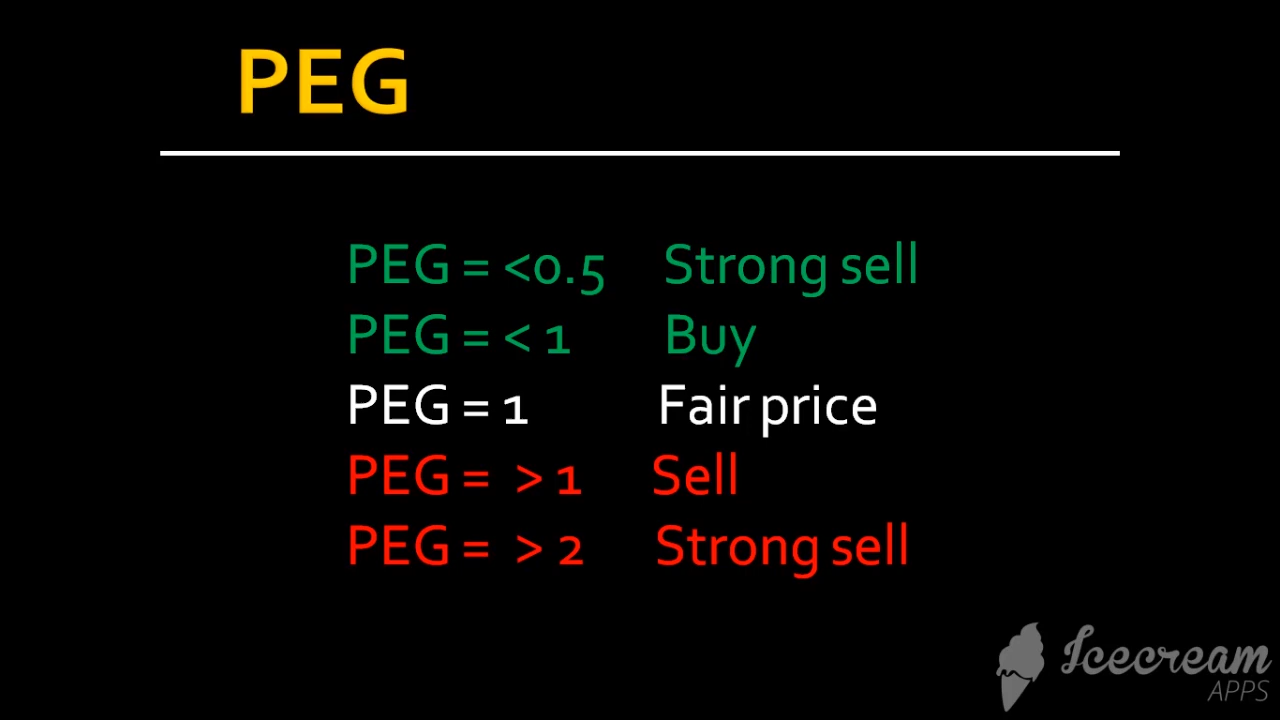 PEG
PEG = <0.5 Strong sell
PEG = < 1 Buy
PEG = 1 Fair price
PEG = > 1 Sell
PEG = > 2 Strong sell
Icecream
APPS